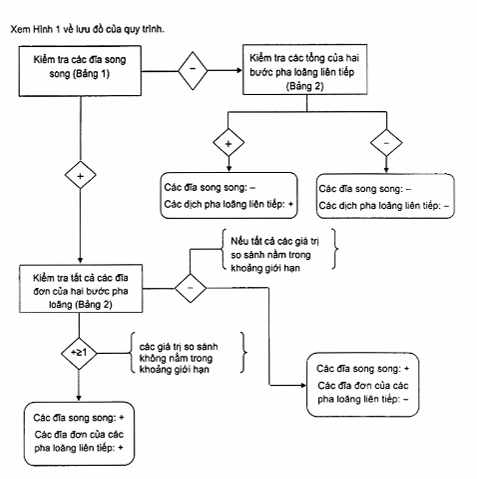 Xem Hình 1 về lưu đồ của quy trình.
Kiểm tra các đĩa song
song (Bảng 1)
–
Kiểm tra các tổng của hai
bước pha loãng liên tiếp
(Bảng 2)
+
–
+
Các đĩa song song: –
Các dịch pha loãng liên tiếp: +
Các đĩa song song: –
Các dịch pha loãng liên tiếp: –
Nếu tất cả các giá trị
so sánh nằm trong
khoảng giới hạn
Kiểm tra tất cả các đĩa
đơn của hai bước pha
loãng (Bảng 2)
–
+≥1
các giá trị so sánh
không nằm trong
khoảng giới hạn
Các đĩa song song: +
Các đĩa đơn của các
pha loãng liên tiếp: –
Các đĩa song song: +
Các đĩa đơn của các
pha loãng liên tiếp: +